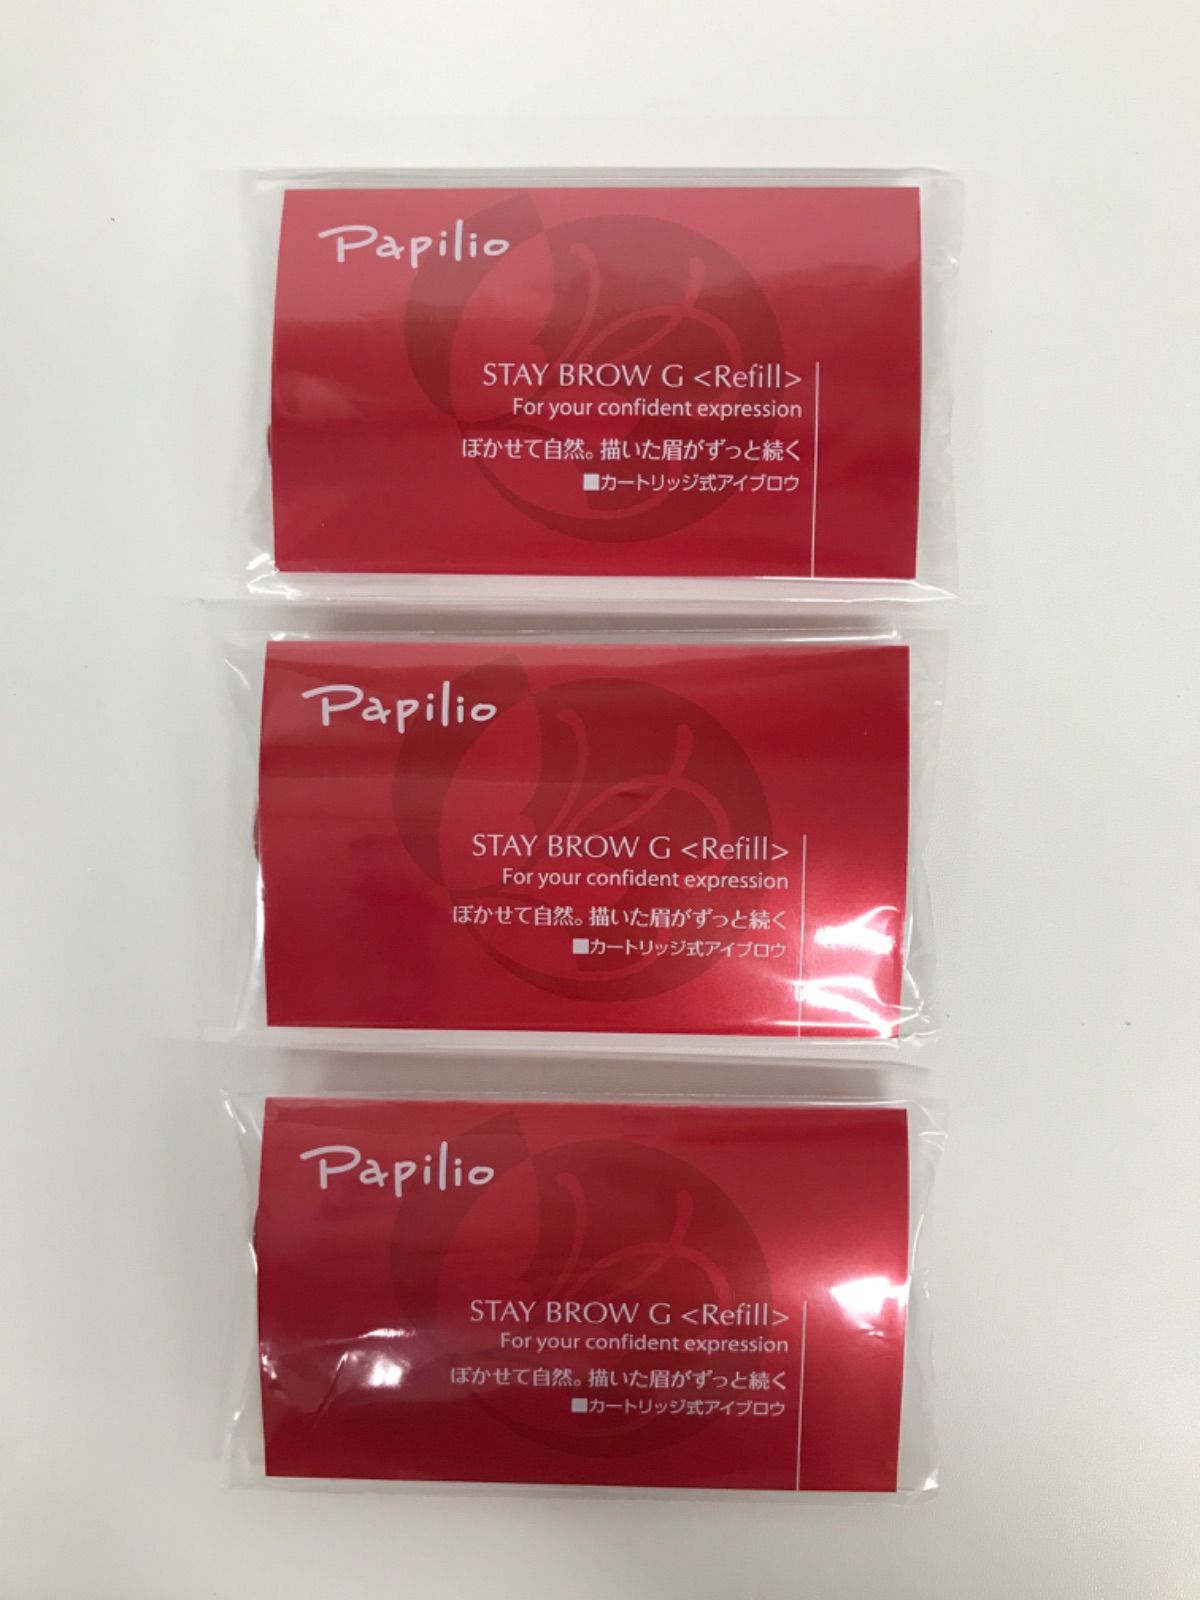 Papilio
STAY BROW G <Refill>
For your confident expression
ぼかせて自然。描いた眉がずっと続く
■カートリッジ式アイブロウ
Papilio
STAY BROW G <Refill>
For your confident expression
ぼかせて自然。描いた眉がずっと続く
■カートリッジ式アイブロウ
Papilio
STAY BROW G <Refill>
For your confident expression
ぼかせて自然。描いた眉がずっと続く
■カートリッジ式アイブロウ